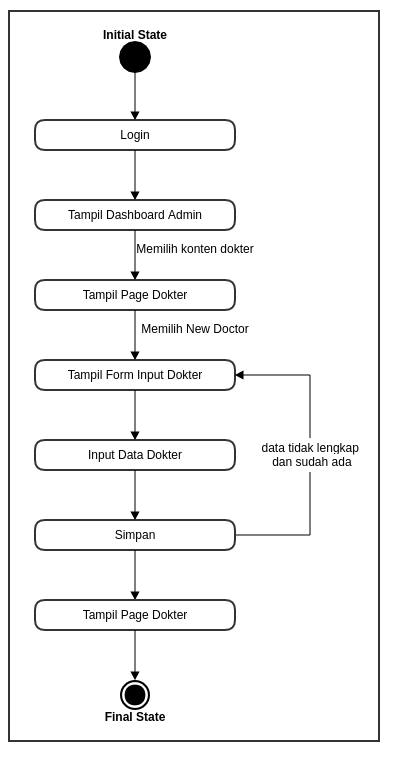 Initial State
Login
Tampil Dashboard Admin
Memilih konten dokter
Tampil Page Dokter
Memilih New Doctor
Tampil Form Input Dokter
Input Data Dokter
data tidak lengkap
dan sudah ada
Simpan
Tampil Page Dokter
Final State